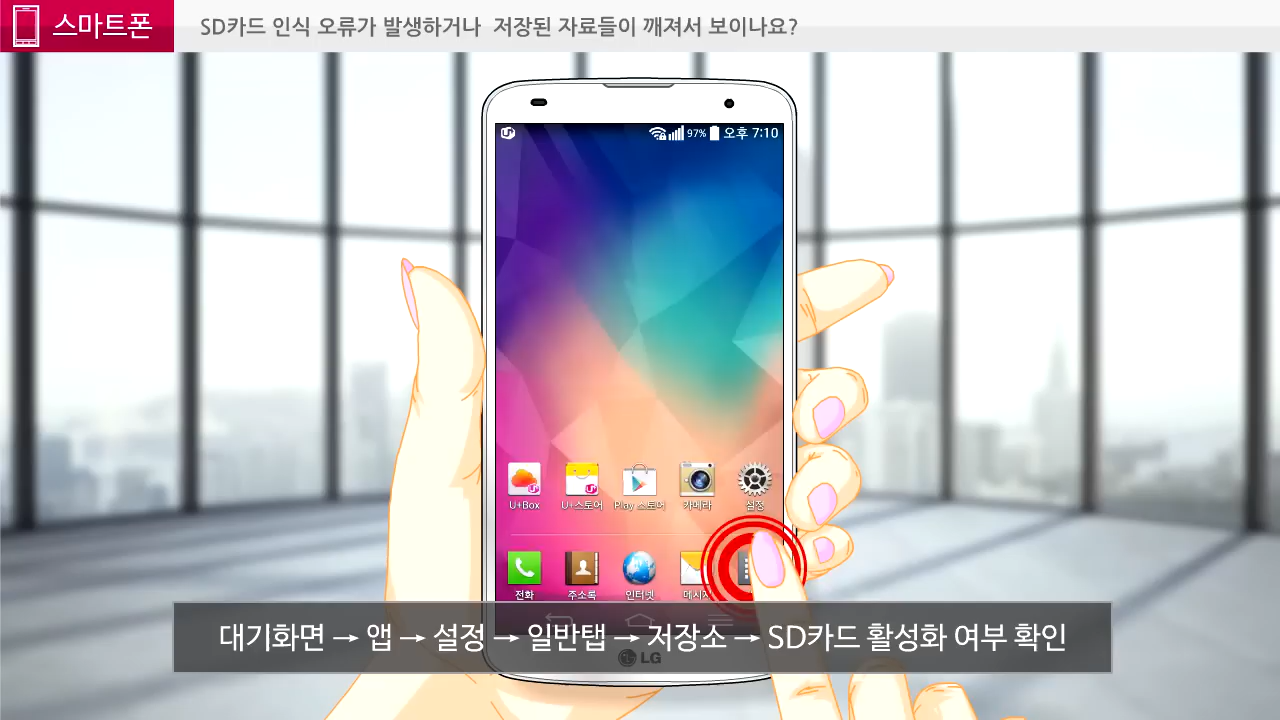 스마트폰
SD카드 인식 오류가 발생하거나 저장된 자료들이 깨져서 보이나요?
97% 오후 7:10
U+Box U+스토어 Play 스토어 카메라 설정
전화 주소록 인터넷 메시지
대기화면 → 앱 → 설정 → 일반탭 → 저장소 → SD카드 활성화 여부 확인
LG